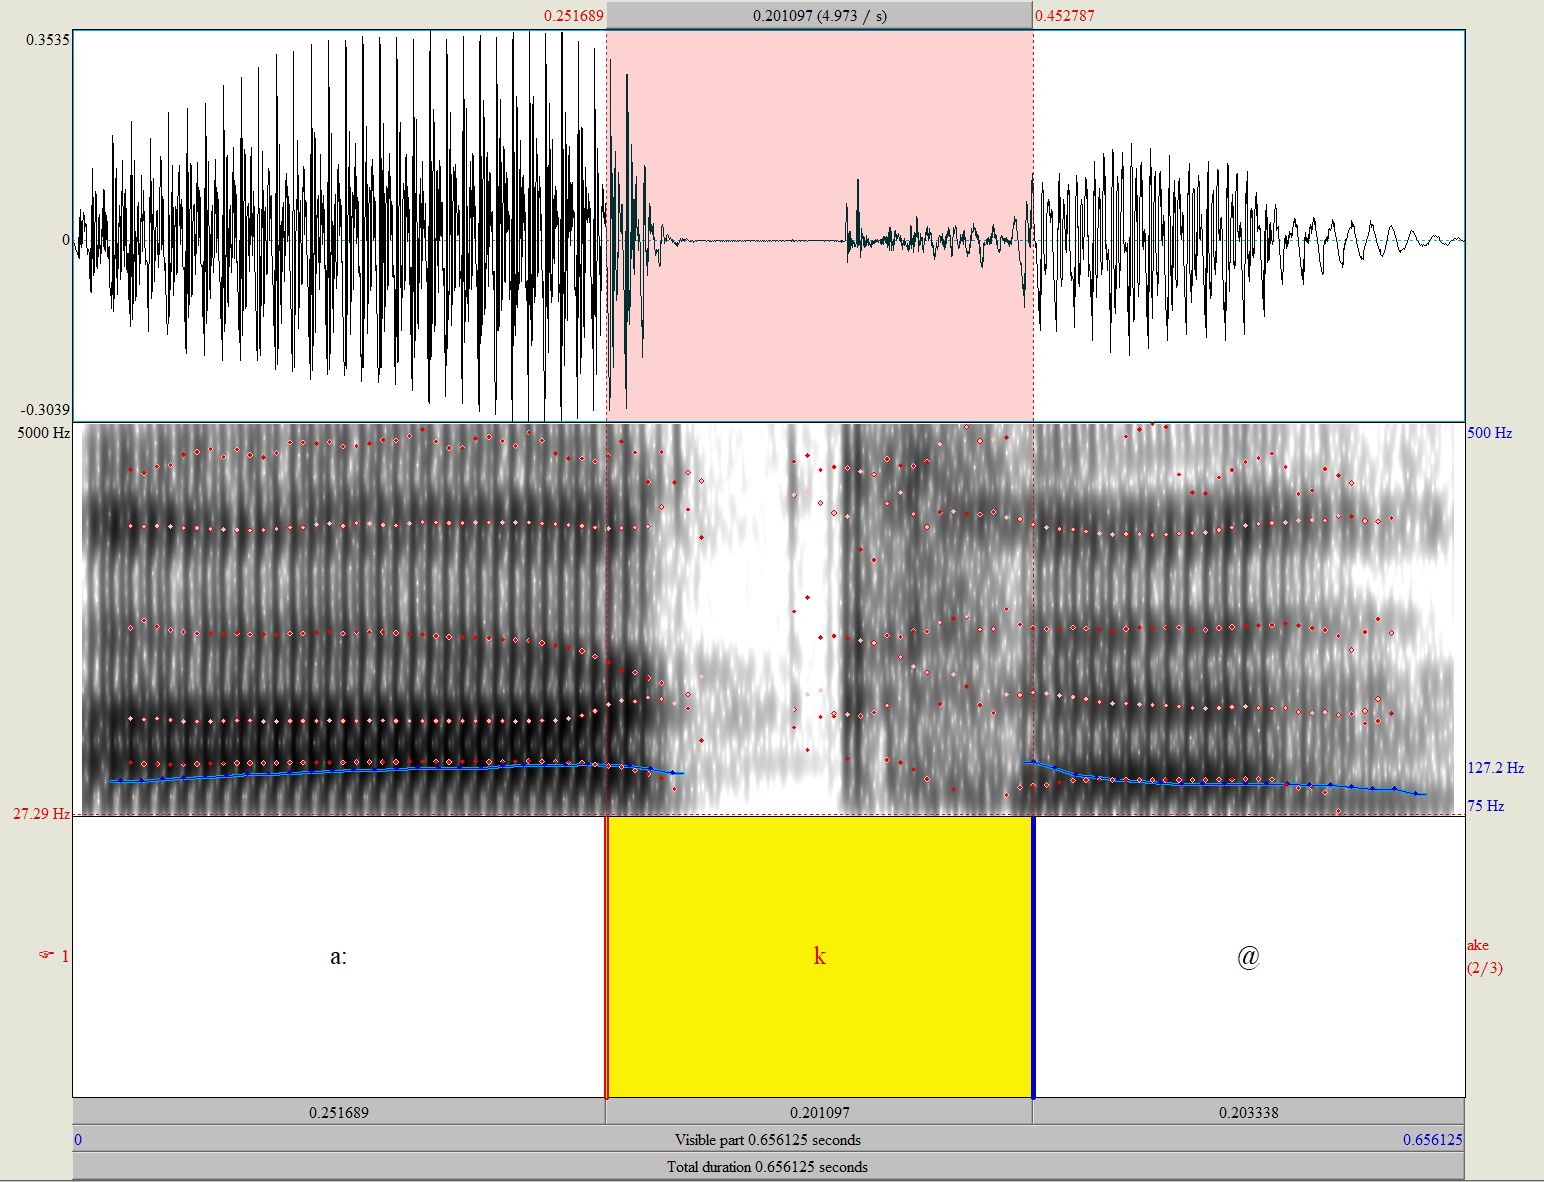 0.251689 0.201097 (4.973 / s) 0.452787
0.3535
0
-0.3039
5000 Hz 500 Hz
127.2 Hz
75 Hz
27.29 Hz
☞ 1 a: k @ ake
(2/3)
0.251689 0.201097 0.203338
0 Visible part 0.656125 seconds 0.656125
Total duration 0.656125 seconds